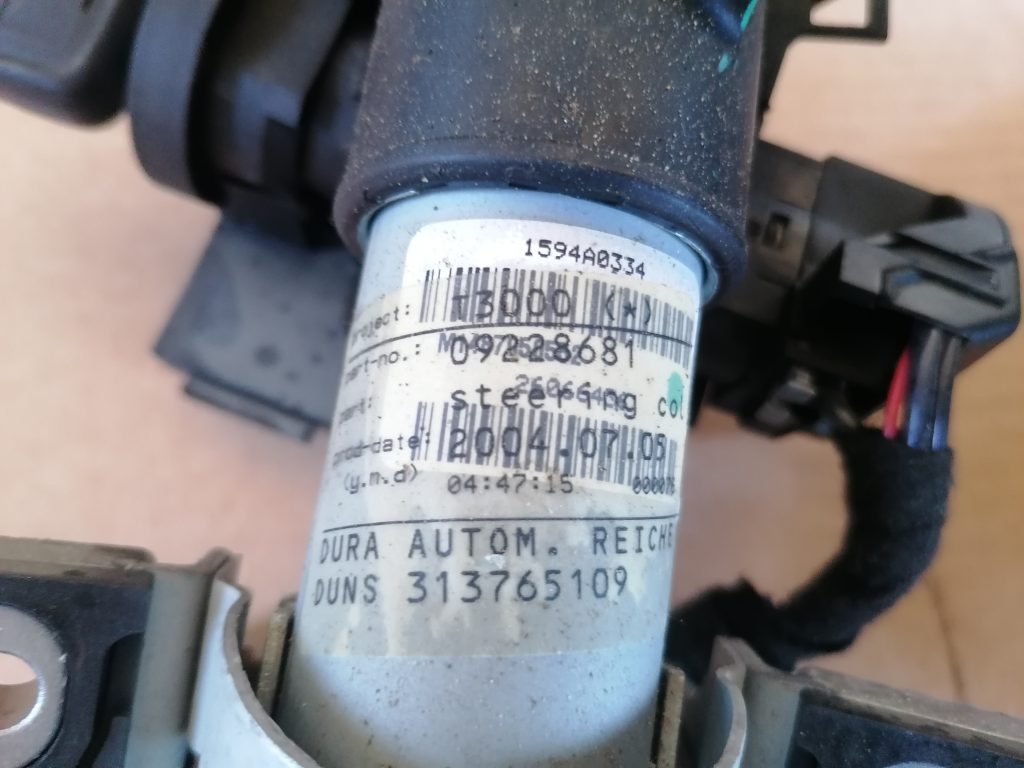 1594A0334
project: T3000 (*)
part-no.: 09228681
part: steering col
prod-date: 2004.07.05
(y.m.d) 04:47:15
DURA AUTOM. REICHE
DUNS 313765109